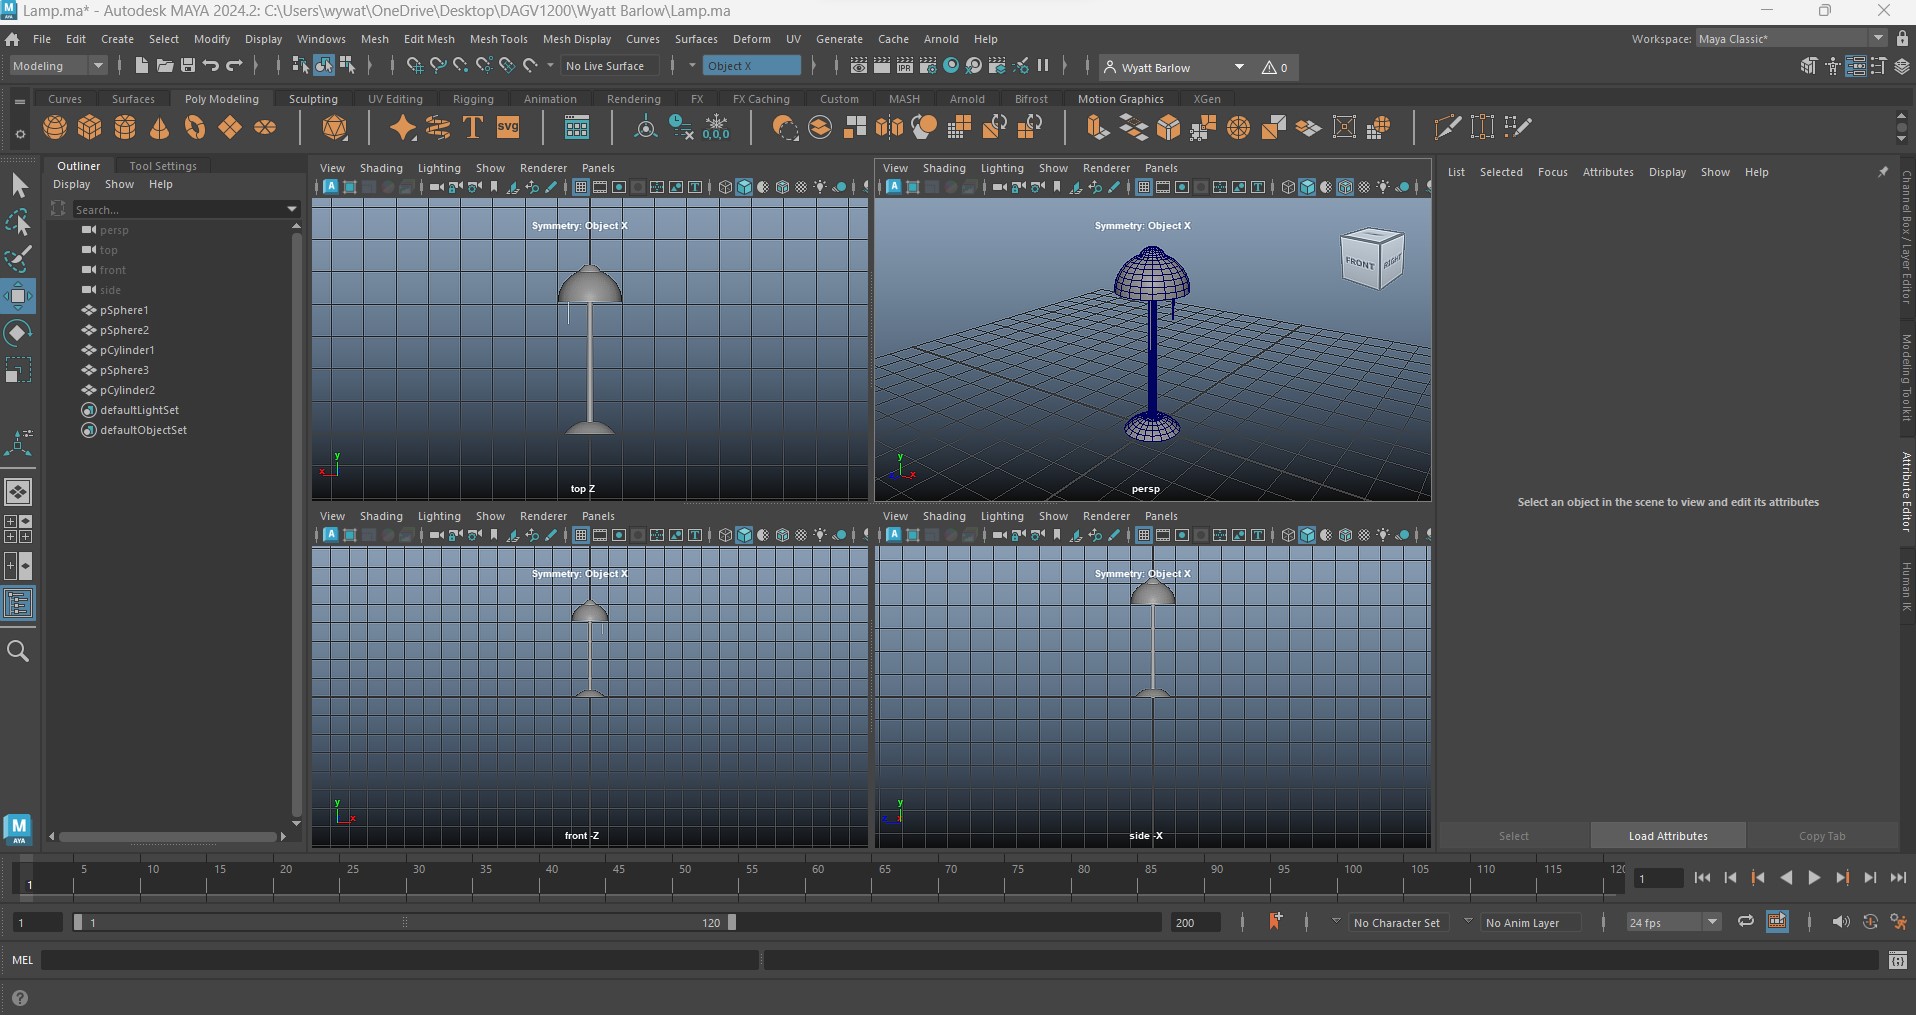 M Lamp.ma* - Autodesk MAYA 2024.2: C:\Users\wywat\OneDrive\Desktop\DAGV1200\Wyatt Barlow\Lamp.ma
File Edit Create Select Modify Display Windows Mesh Edit Mesh Mesh Tools Mesh Display Curves Surfaces Deform UV Generate Cache Arnold Help Workspace: Maya Classic*
Modeling No Live Surface Object X IPR Wyatt Barlow 0
Curves Surfaces Poly Modeling Sculpting UV Editing Rigging Animation Rendering FX FX Caching Custom MASH Arnold Bifrost Motion Graphics XGen
T SVG 0,0,0
Outliner Tool Settings
Display Show Help
Search...
persp
top
front
side
pSphere1
pSphere2
pCylinder1
pSphere3
pCylinder2
defaultLightSet
defaultObjectSet
View Shading Lighting Show Renderer Panels
Symmetry: Object X
y
x
top Z
View Shading Lighting Show Renderer Panels
Symmetry: Object X
FRONT RIGHT
y
x
persp
View Shading Lighting Show Renderer Panels
Symmetry: Object X
y
x
front -Z
View Shading Lighting Show Renderer Panels
Symmetry: Object X
y
side -X
List Selected Focus Attributes Display Show Help
Select an object in the scene to view and edit its attributes
Select Load Attributes Copy Tab
Channel Box / Layer Editor
Modeling Toolkit
Attribute Editor
Human IK
M
AYA
1 5 10 15 20 25 30 35 40 45 50 55 60 65 70 75 80 85 90 95 100 105 110 115 120 1
1 1 120 200 No Character Set No Anim Layer 24 fps
MEL